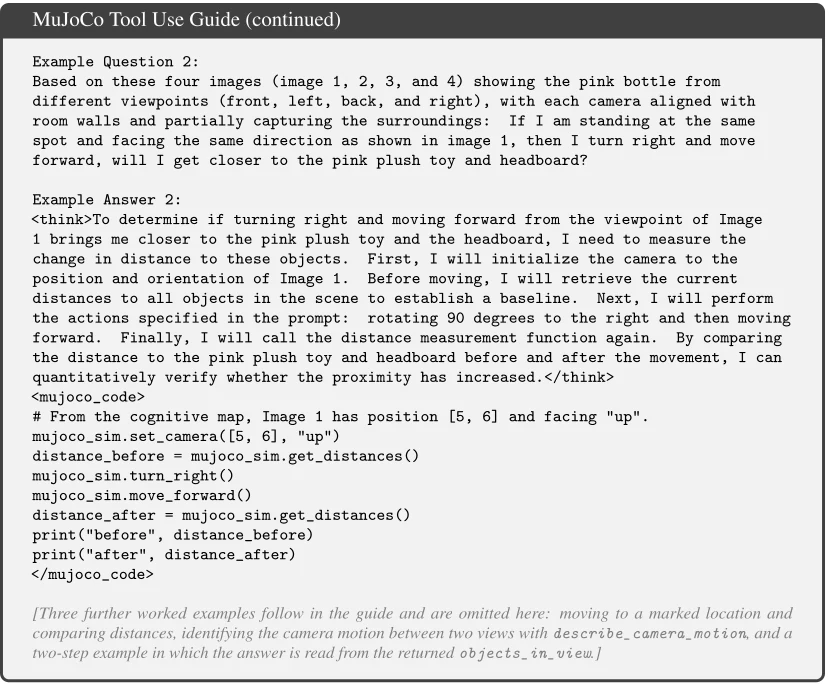 MuJoCo Tool Use Guide (continued)
Example Question 2:
Based on these four images (image 1, 2, 3, and 4) showing the pink bottle from
different viewpoints (front, left, back, and right), with each camera aligned with
room walls and partially capturing the surroundings: If I am standing at the same
spot and facing the same direction as shown in image 1, then I turn right and move
forward, will I get closer to the pink plush toy and headboard?
Example Answer 2:
<think>To determine if turning right and moving forward from the viewpoint of Image
1 brings me closer to the pink plush toy and the headboard, I need to measure the
change in distance to these objects. First, I will initialize the camera to the
position and orientation of Image 1. Before moving, I will retrieve the current
distances to all objects in the scene to establish a baseline. Next, I will perform
the actions specified in the prompt: rotating 90 degrees to the right and then moving
forward. Finally, I will call the distance measurement function again. By comparing
the distance to the pink plush toy and headboard before and after the movement, I can
quantitatively verify whether the proximity has increased.</think>
<mujoco_code>
# From the cognitive map, Image 1 has position [5, 6] and facing "up".
mujoco_sim.set_camera([5, 6], "up")
distance_before = mujoco_sim.get_distances()
mujoco_sim.turn_right()
mujoco_sim.move_forward()
distance_after = mujoco_sim.get_distances()
print("before", distance_before)
print("after", distance_after)
</mujoco_code>
[Three further worked examples follow in the guide and are omitted here: moving to a marked location and
comparing distances, identifying the camera motion between two views with describe_camera_motion, and a
two-step example in which the answer is read from the returned objects_in_view.]